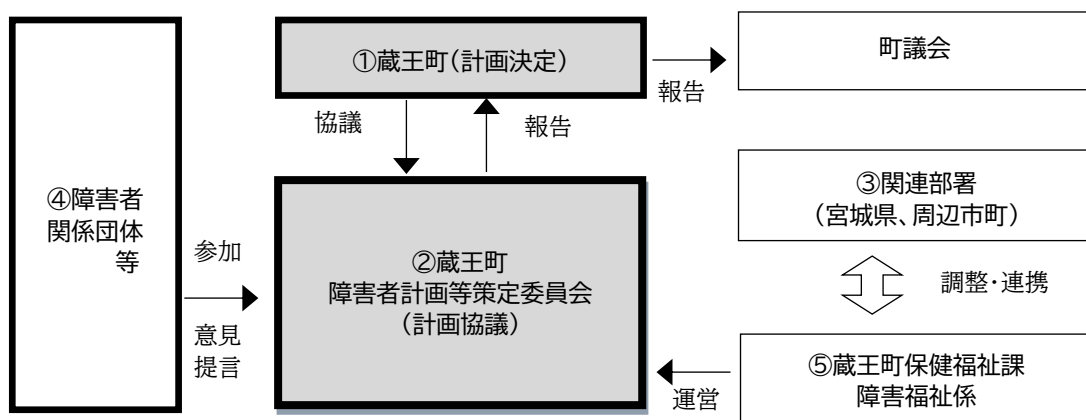 ①蔵王町（計画決定）
町議会
報告
協議
報告
④障害者
関係団体
等
参加
意見
提言
②蔵王町
障害者計画等策定委員会
（計画協議）
③関連部署
（宮城県、周辺市町）
調整・連携
運営
⑤蔵王町保健福祉課
障害福祉係